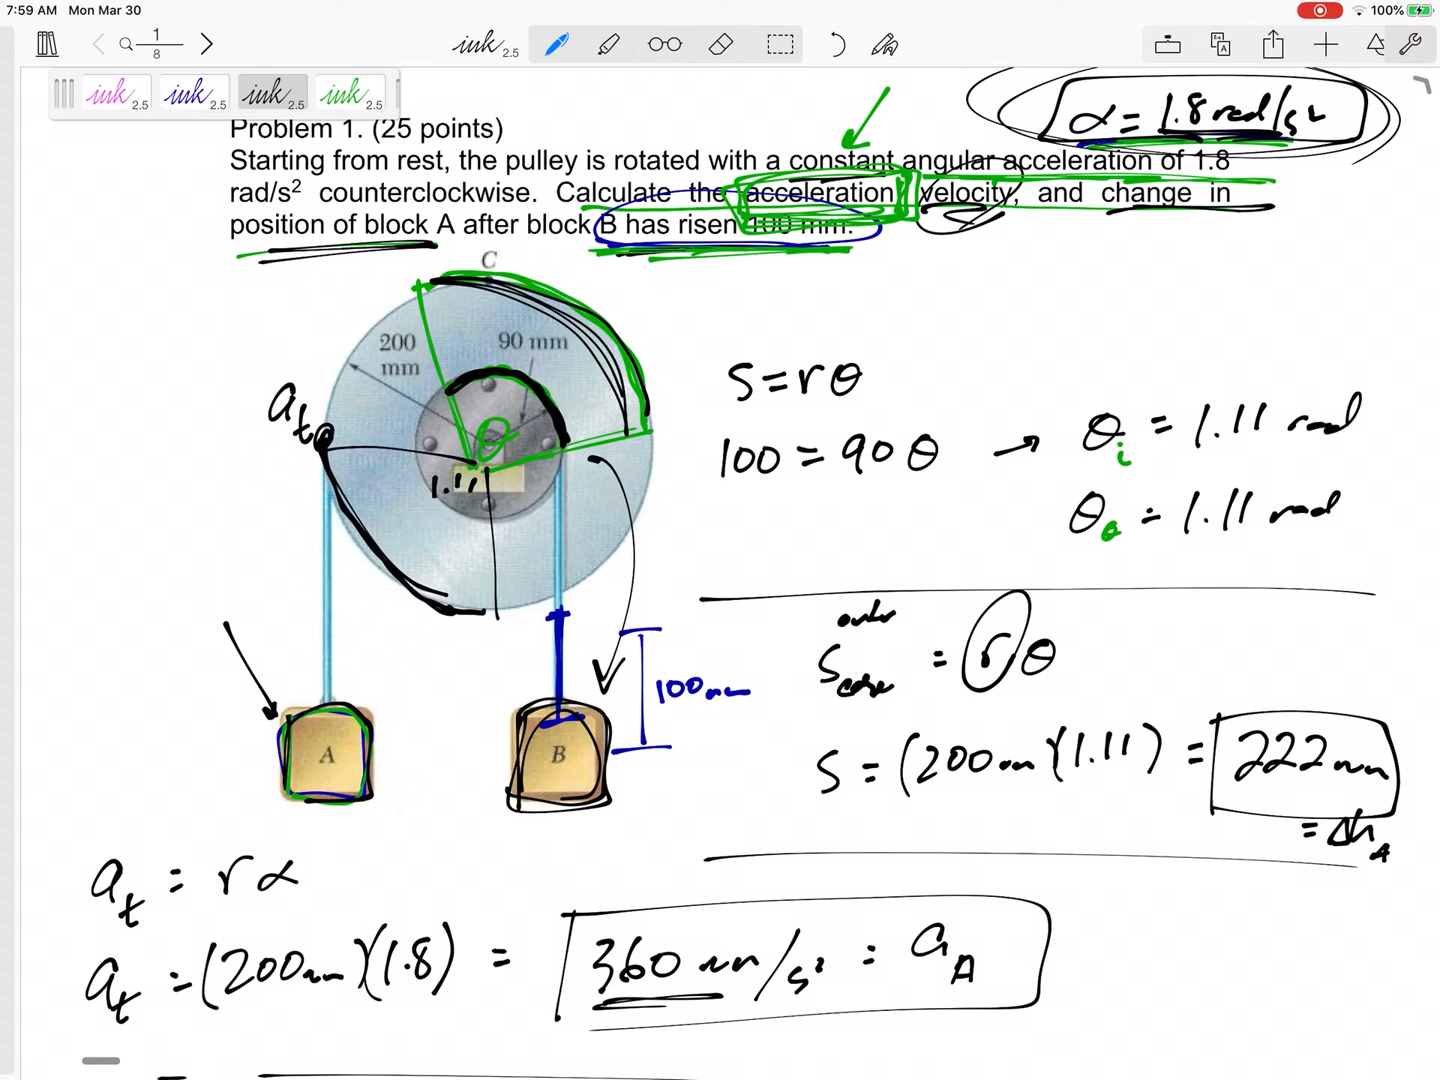 7:59 AM Mon Mar 30
100%
1
8
ink 2.5
ink 2.5
ink 2.5
ink 2.5
ink 2.5
Problem 1. (25 points)
α = 1.8 rad/s²
Starting from rest, the pulley is rotated with a constant angular acceleration of 1.8
rad/s² counterclockwise. Calculate the acceleration, velocity, and change in
position of block A after block B has risen 100 mm.
C
200 mm
90 mm
a_t
θ
1.11
S = rθ
100 = 90θ → θ_i = 1.11 rad
θ_o = 1.11 rad
outer
S = rθ
100mm
A
B
S = (200mm)(1.11) = 222mm
= Δh_A
a_t = rα
a_t = (200mm)(1.8) = 360 mm/s² = a_A